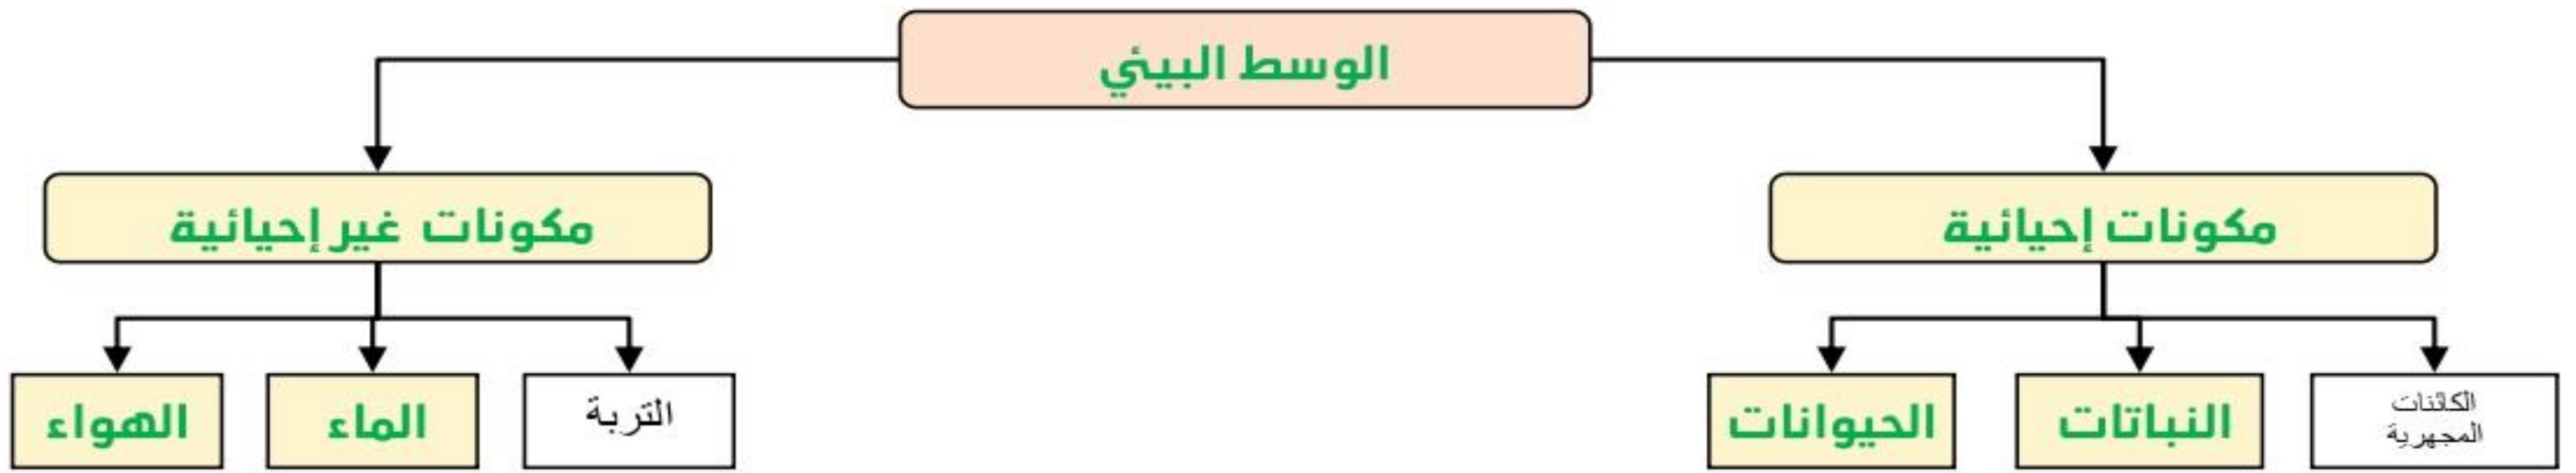 الوسط البيئي
مكونات إحيائية
مكونات غير إحيائية
الكائنات
المجهرية
النباتات
الحيوانات
التربة
الماء
الهواء